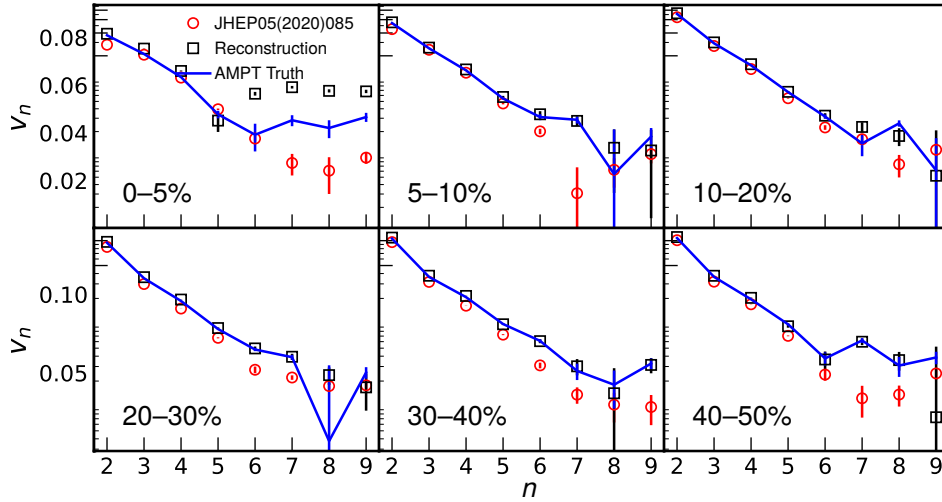 JHEP05(2020)085
Reconstruction
AMPT Truth
v_n
0.08
0.06
0.04
0.02
0–5%
5–10%
10–20%
v_n
0.10
0.05
20–30%
30–40%
40–50%
2 3 4 5 6 7 8 9
2 3 4 5 6 7 8 9
2 3 4 5 6 7 8 9
n